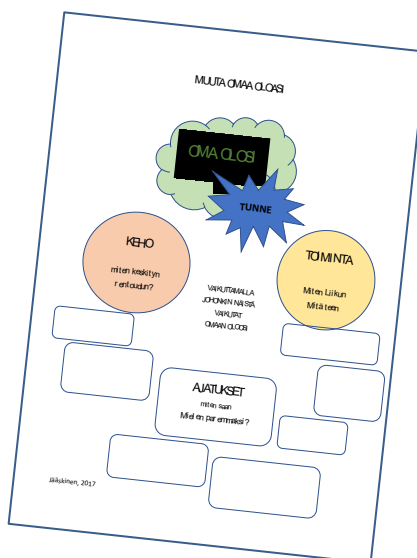 MUUTA OMAA OLOASI
OMA OLOSI
TUNNE
KEHO
miten keskityn
rentoudun?
TOIMINTA
Miten Liikun
Mitä teen
VAIKUTTAMALLA
JOHONKIN NÄISTÄ
VAIKUTAT
OMAAN OLOOSI
AJATUKSET
miten saan
Mielen paremmaksi?
Jääskinen, 2017